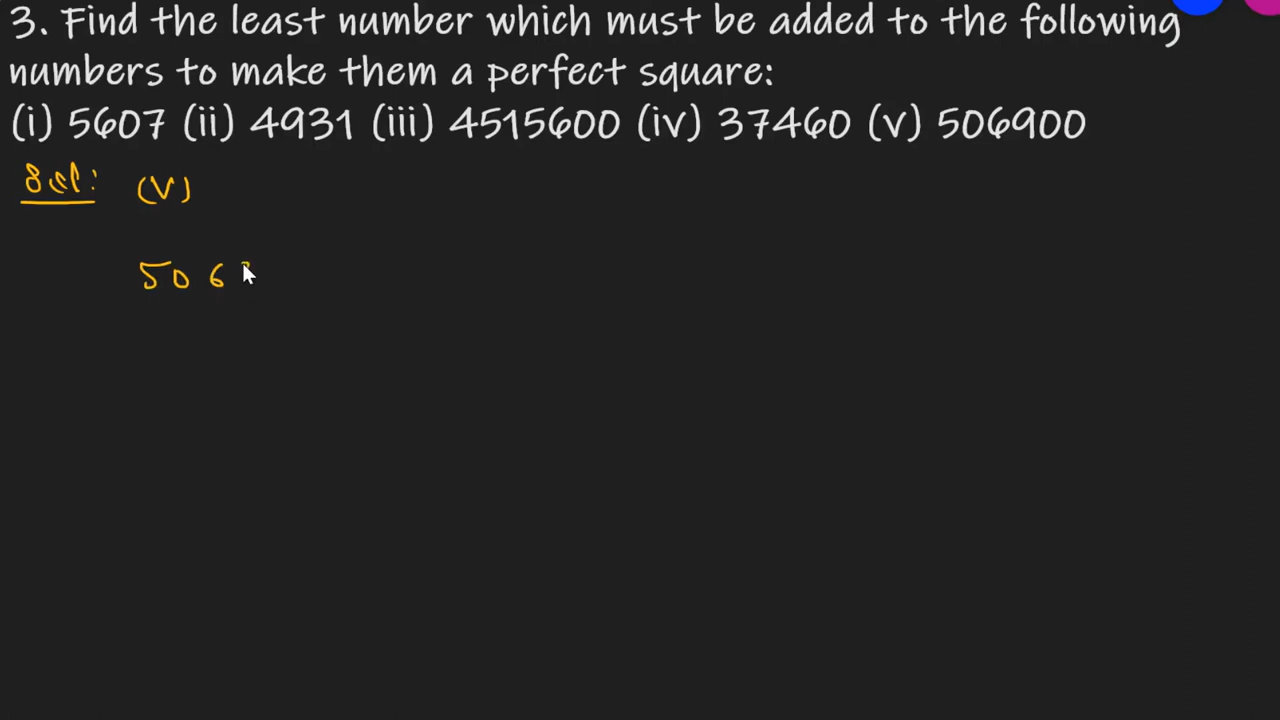 3. Find the least number which must be added to the following
numbers to make them a perfect square:
(i) 5607 (ii) 4931 (iii) 4515600 (iv) 37460 (v) 506900
Sol: (V)
506